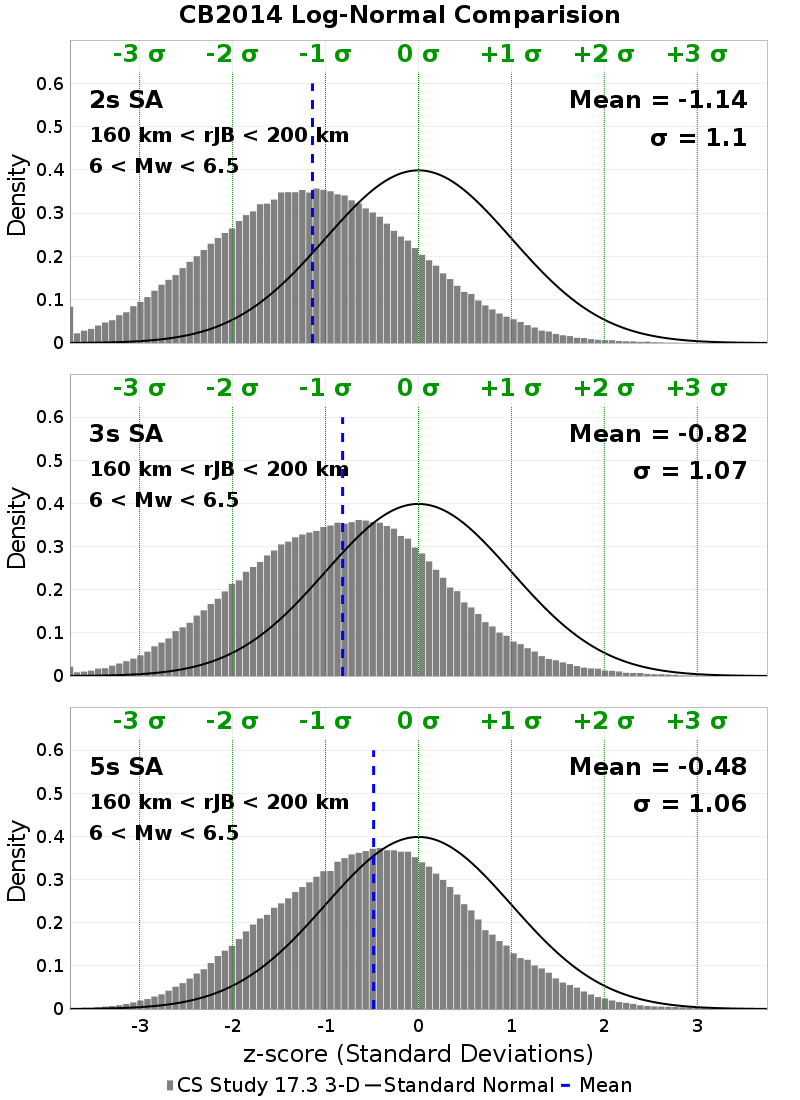 CB2014 Log-Normal Comparision
-3 σ -2 σ -1 σ 0 σ +1 σ +2 σ +3 σ
2s SA
Mean = -1.14
160 km < rJB < 200 km
σ = 1.1
6 < Mw < 6.5
Density
0.6
0.5
0.4
0.3
0.2
0.1
0
-3 σ -2 σ -1 σ 0 σ +1 σ +2 σ +3 σ
3s SA
Mean = -0.82
160 km < rJB < 200 km
σ = 1.07
6 < Mw < 6.5
Density
0.6
0.5
0.4
0.3
0.2
0.1
0
-3 σ -2 σ -1 σ 0 σ +1 σ +2 σ +3 σ
5s SA
Mean = -0.48
160 km < rJB < 200 km
σ = 1.06
6 < Mw < 6.5
Density
0.6
0.5
0.4
0.3
0.2
0.1
0
-3 -2 -1 0 1 2 3
z-score (Standard Deviations)
CS Study 17.3 3-D Standard Normal Mean